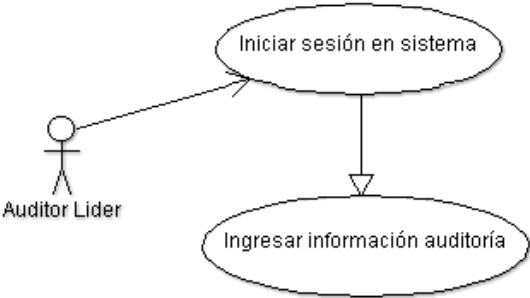 Iniciar sesión en sistema
Auditor Lider
Ingresar información auditoría